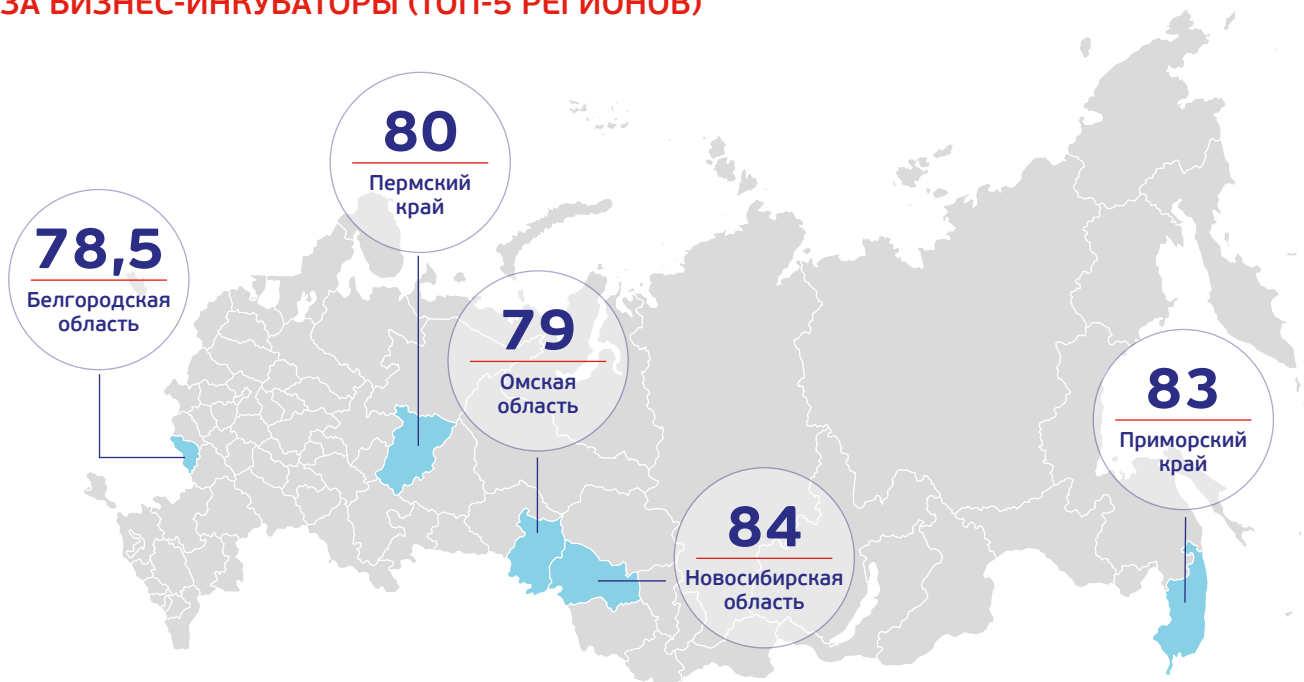 ЗА БИЗНЕС-ИНКУБАТОРЫ (ТОП-5 РЕГИОНОВ)
80
Пермский
край
78,5
Белгородская
область
79
Омская
область
83
Приморский
край
84
Новосибирская
область